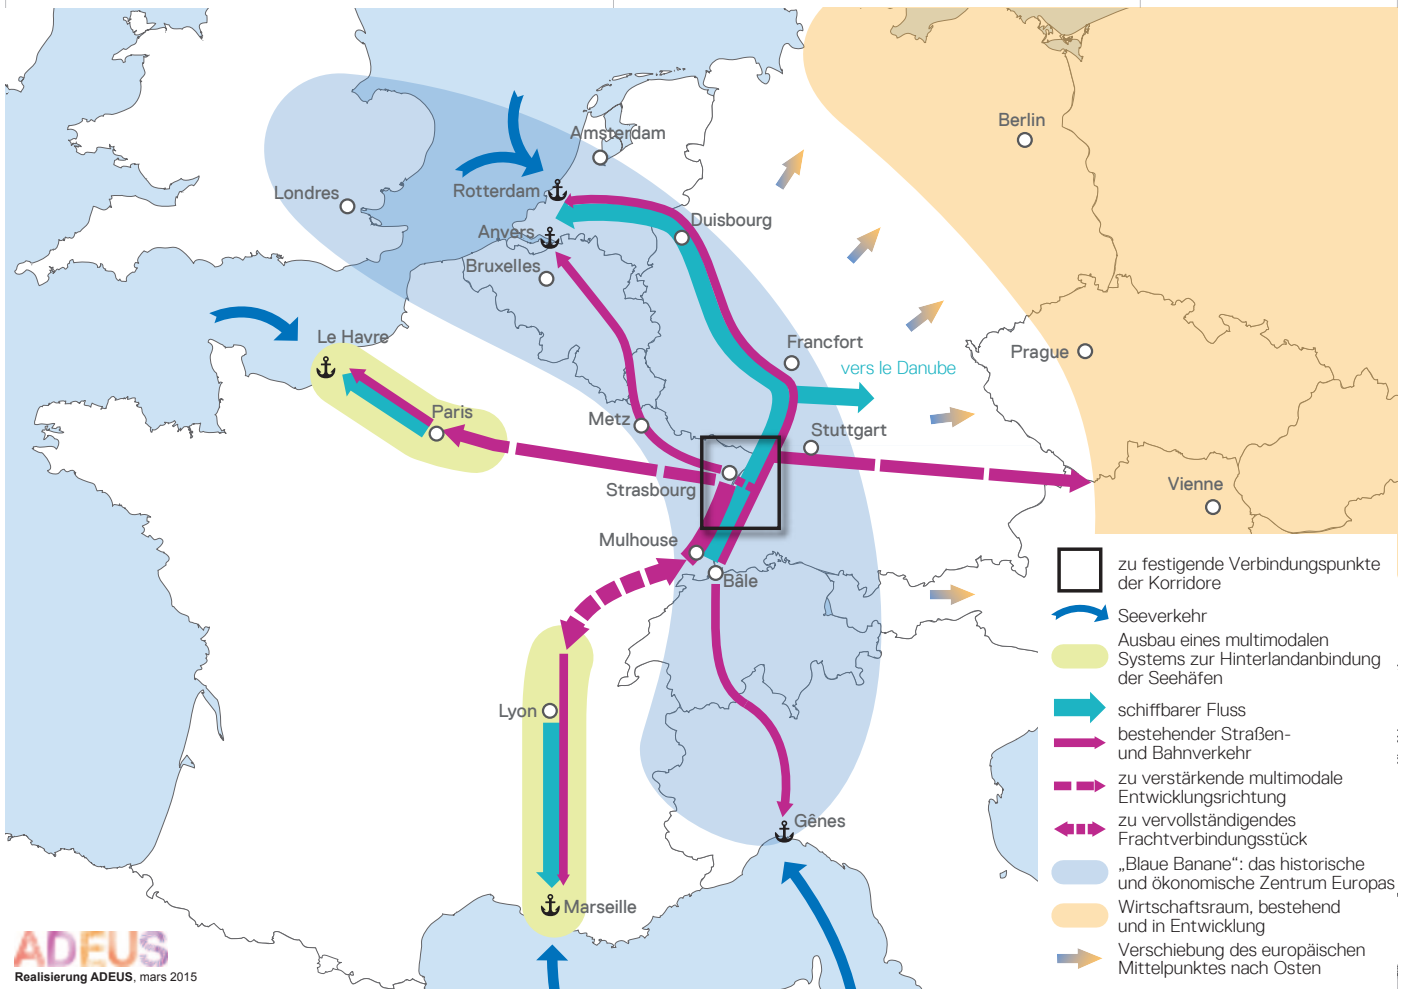 Berlin
Amsterdam
Londres
Rotterdam
Duisbourg
Anvers
Bruxelles
Le Havre
Francfort
Prague
vers le Danube
Paris
Metz
Stuttgart
Strasbourg
Vienne
Mulhouse
Bâle
Lyon
Gênes
Marseille
zu festigende Verbindungspunkte
der Korridore
Seeverkehr
Ausbau eines multimodalen
Systems zur Hinterlandanbindung
der Seehäfen
schiffbarer Fluss
bestehender Straßen-
und Bahnverkehr
zu verstärkende multimodale
Entwicklungsrichtung
zu vervollständigendes
Frachtverbindungsstück
„Blaue Banane“: das historische
und ökonomische Zentrum Europas
Wirtschaftsraum, bestehend
und in Entwicklung
Verschiebung des europäischen
Mittelpunktes nach Osten
ADEUS
Realisierung ADEUS, mars 2015